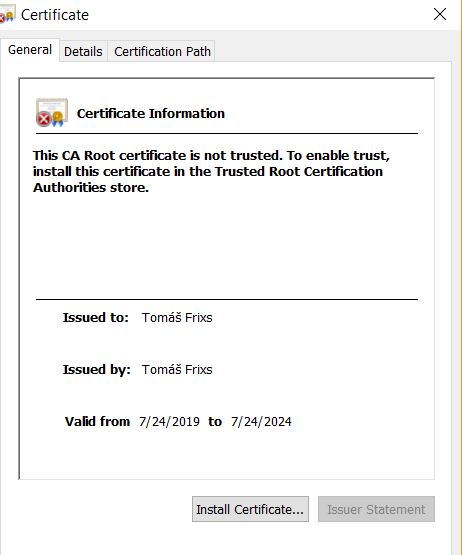 Certificate
General
Details
Certification Path
Certificate Information
This CA Root certificate is not trusted. To enable trust,
install this certificate in the Trusted Root Certification
Authorities store.
Issued to: Tomáš Frixs
Issued by: Tomáš Frixs
Valid from 7/24/2019 to 7/24/2024
Install Certificate...
Issuer Statement